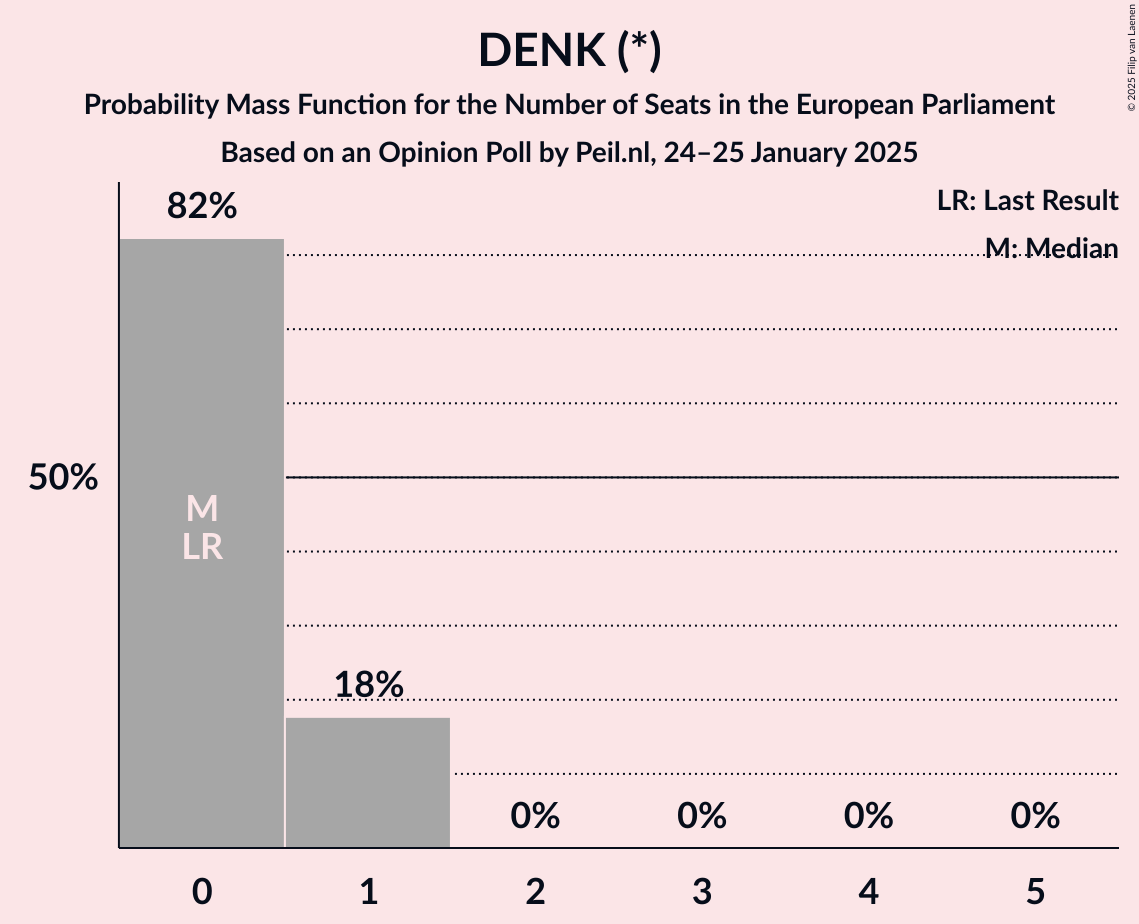 DENK (*)
Probability Mass Function for the Number of Seats in the European Parliament
Based on an Opinion Poll by Peil.nl, 24–25 January 2025
© 2025 Filip van Laenen
LR: Last Result
M: Median
82%
50%
M
LR
18%
0%
0%
0%
0%
0
1
2
3
4
5